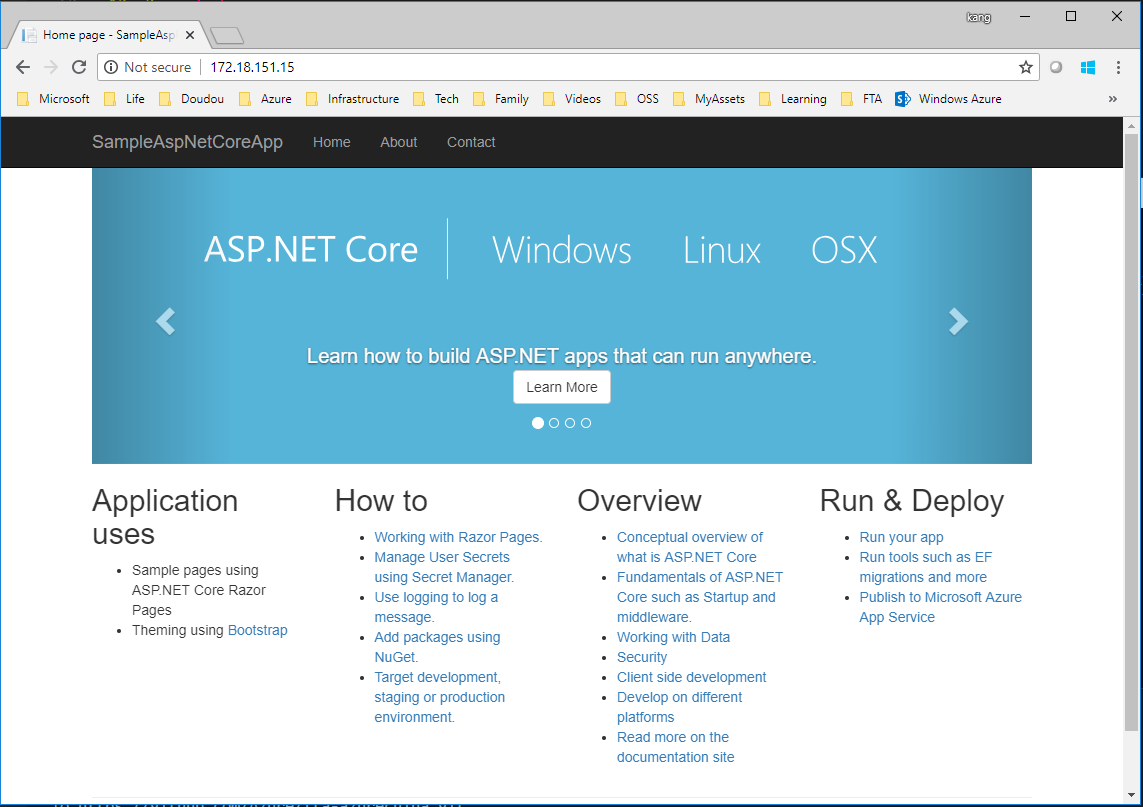 kang
Home page - SampleAsp
Not secure 172.18.151.15
Microsoft Life Doudou Azure Infrastructure Tech Family Videos OSS MyAssets Learning FTA Windows Azure »
SampleAspNetCoreApp Home About Contact
ASP.NET Core Windows Linux OSX
Learn how to build ASP.NET apps that can run anywhere.
Learn More
Application
uses
Sample pages using
ASP.NET Core Razor
Pages
Theming using Bootstrap
How to
Working with Razor Pages.
Manage User Secrets
using Secret Manager.
Use logging to log a
message.
Add packages using
NuGet.
Target development,
staging or production
environment.
Overview
Conceptual overview of
what is ASP.NET Core
Fundamentals of ASP.NET
Core such as Startup and
middleware.
Working with Data
Security
Client side development
Develop on different
platforms
Read more on the
documentation site
Run & Deploy
Run your app
Run tools such as EF
migrations and more
Publish to Microsoft Azure
App Service